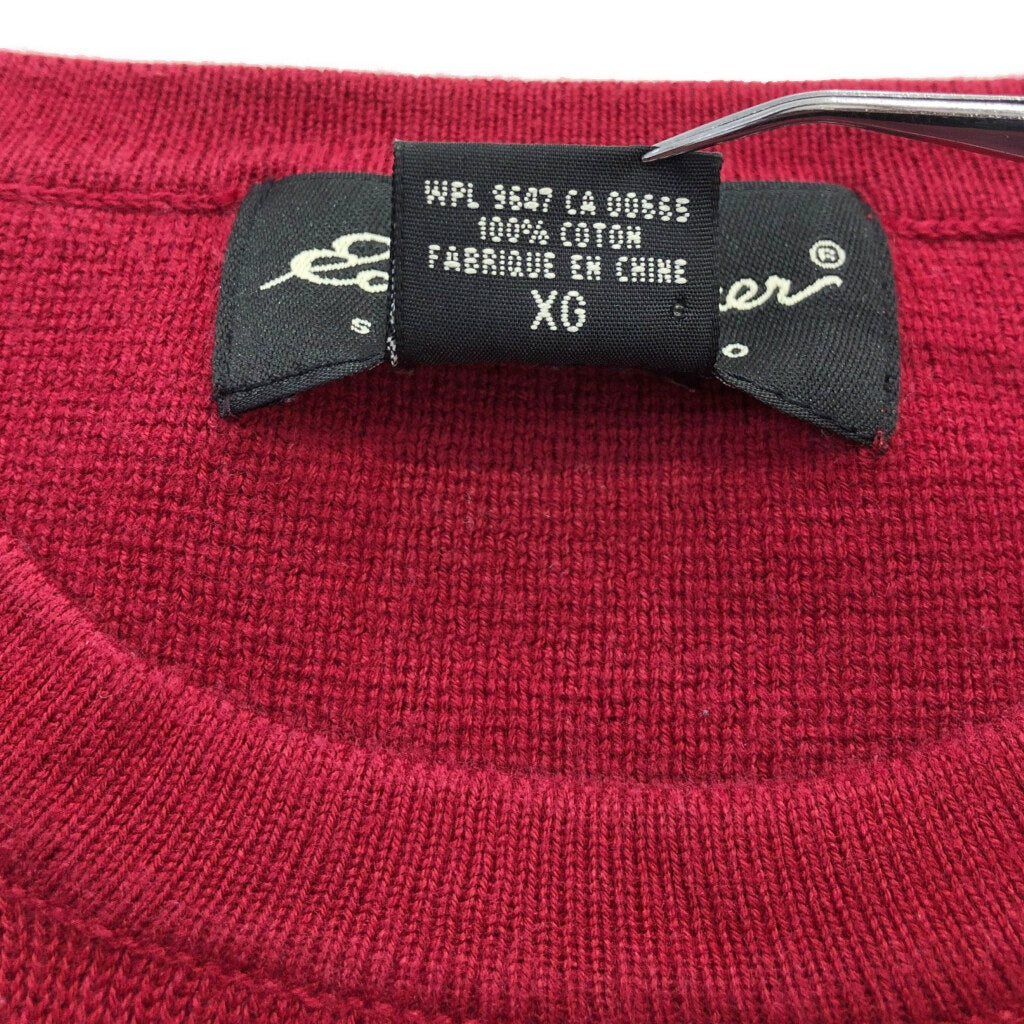 WPL 9647 CA 00665
100% COTON
FABRIQUE EN CHINE
XG
®